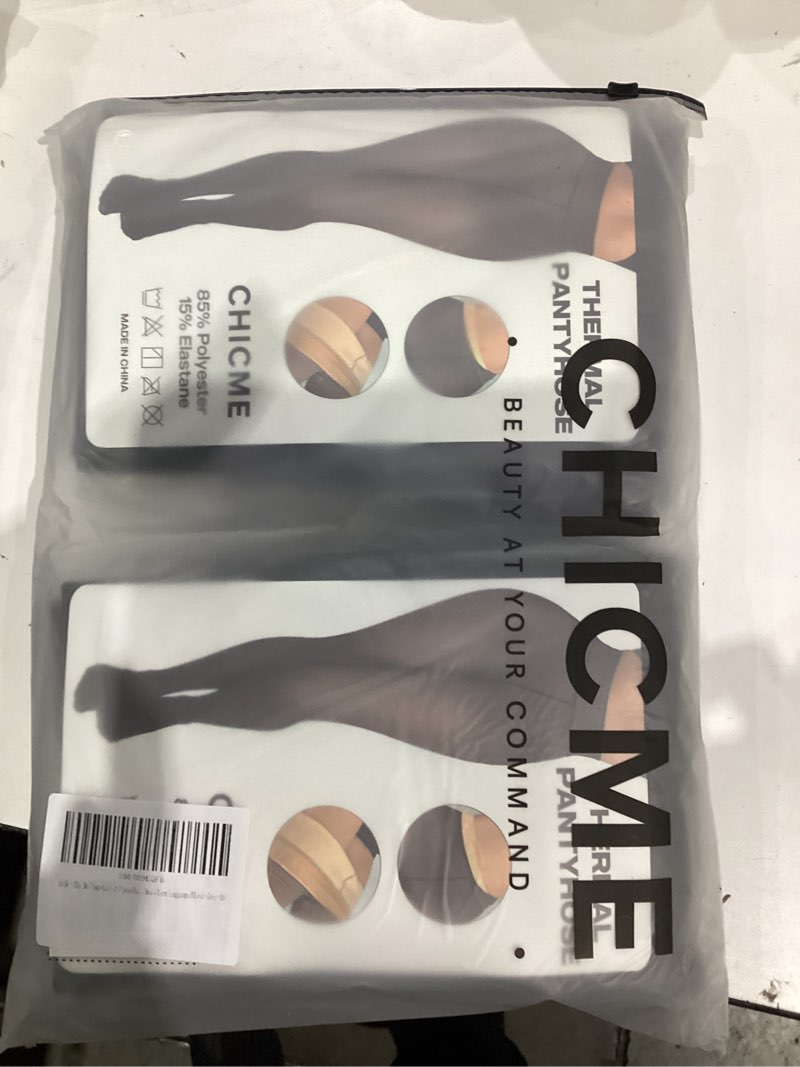 CHICME
BEAUTY AT YOUR COMMAND
THERMAL
PANTYHOSE
CHICME
85% Polyester
15% Elastane
MADE IN CHINA
THERMAL
PANTYHOSE